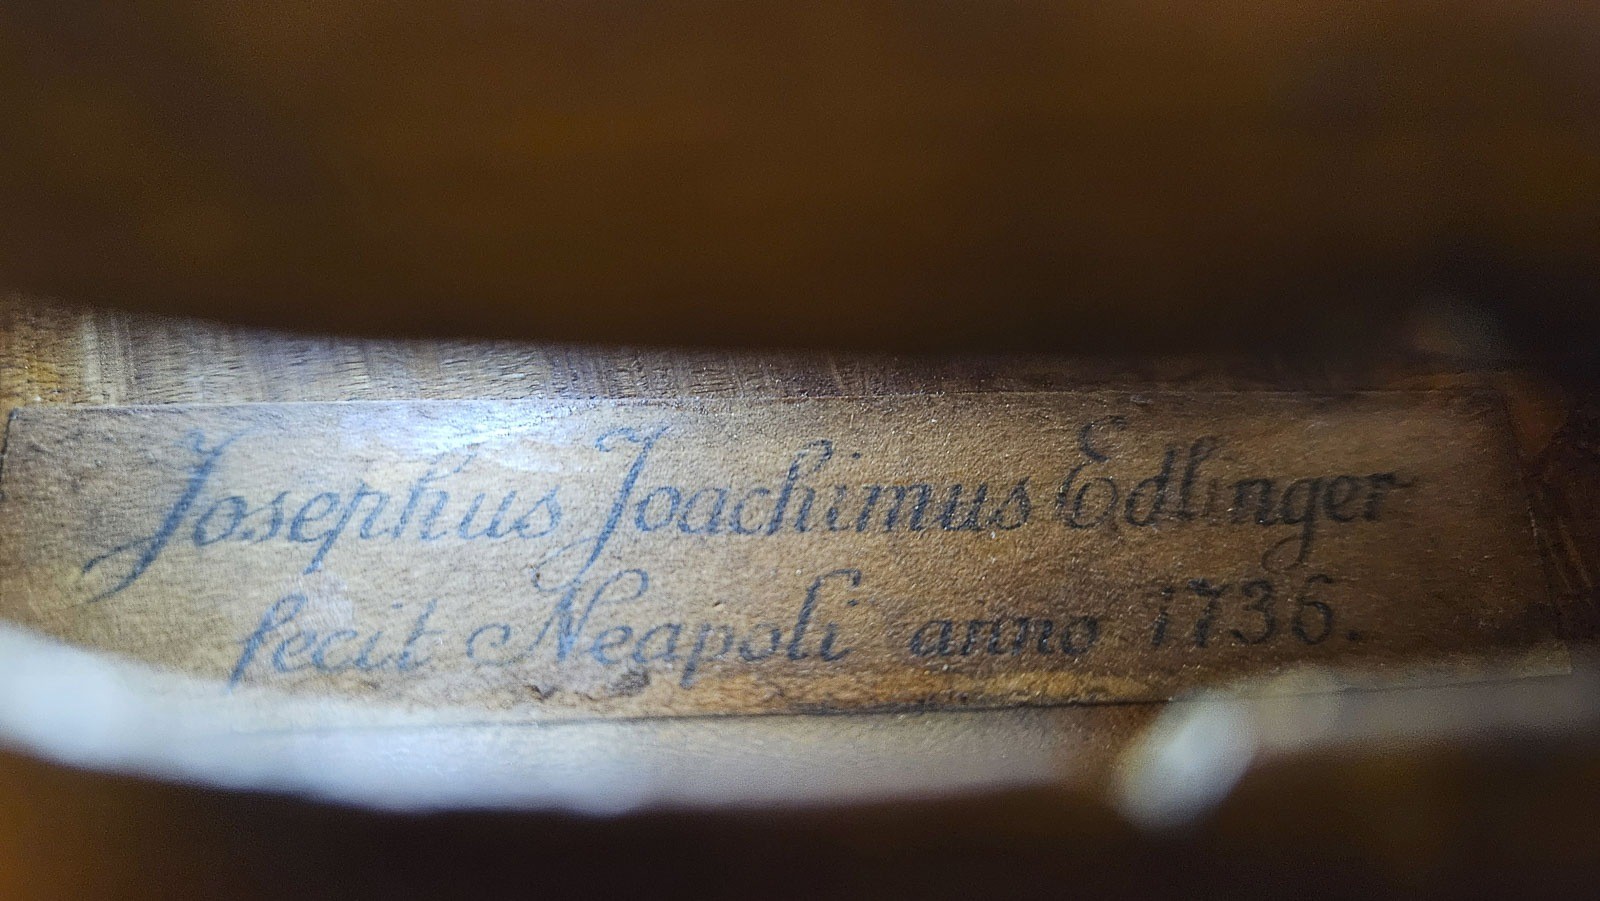 Josephus Joachimus Edlinger
fecit Neapoli anno 1736.